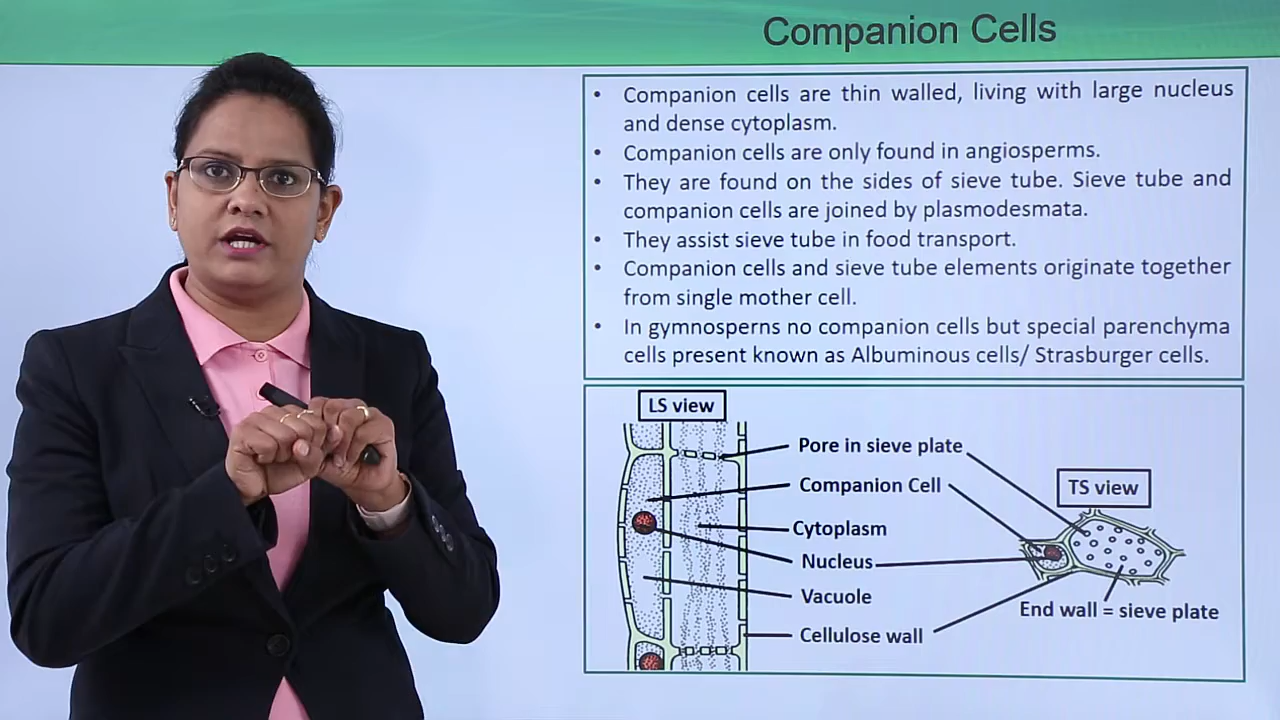 Companion Cells
• Companion cells are thin walled, living with large nucleus
and dense cytoplasm.
• Companion cells are only found in angiosperms.
• They are found on the sides of sieve tube. Sieve tube and
companion cells are joined by plasmodesmata.
• They assist sieve tube in food transport.
• Companion cells and sieve tube elements originate together
from single mother cell.
• In gymnosperns no companion cells but special parenchyma
cells present known as Albuminous cells/ Strasburger cells.
LS view
Pore in sieve plate
Companion Cell
TS view
Cytoplasm
Nucleus
Vacuole
End wall = sieve plate
Cellulose wall